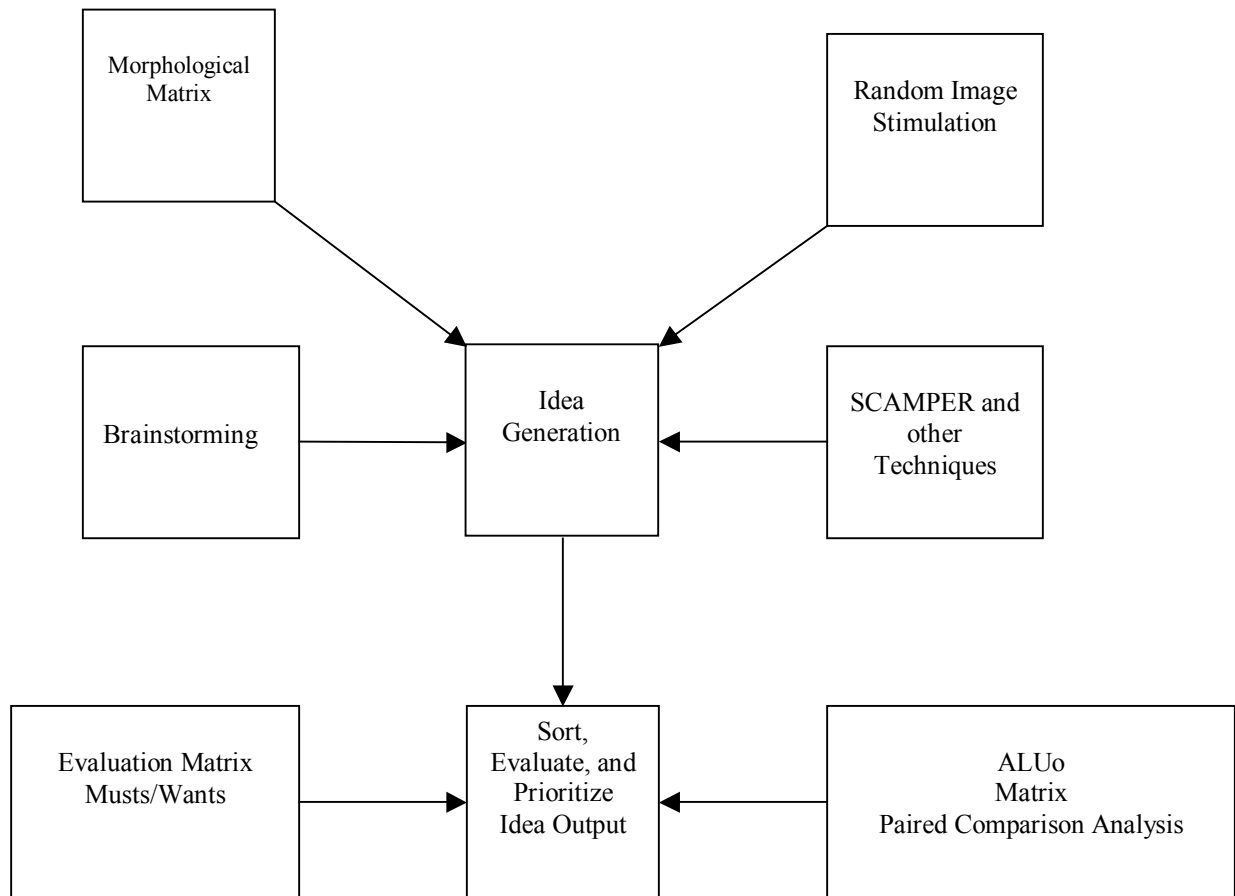 Morphological
Matrix
Random Image
Stimulation
Brainstorming
Idea
Generation
SCAMPER and
other
Techniques
Evaluation Matrix
Musts/Wants
Sort,
Evaluate, and
Prioritize
Idea Output
ALUo
Matrix
Paired Comparison Analysis